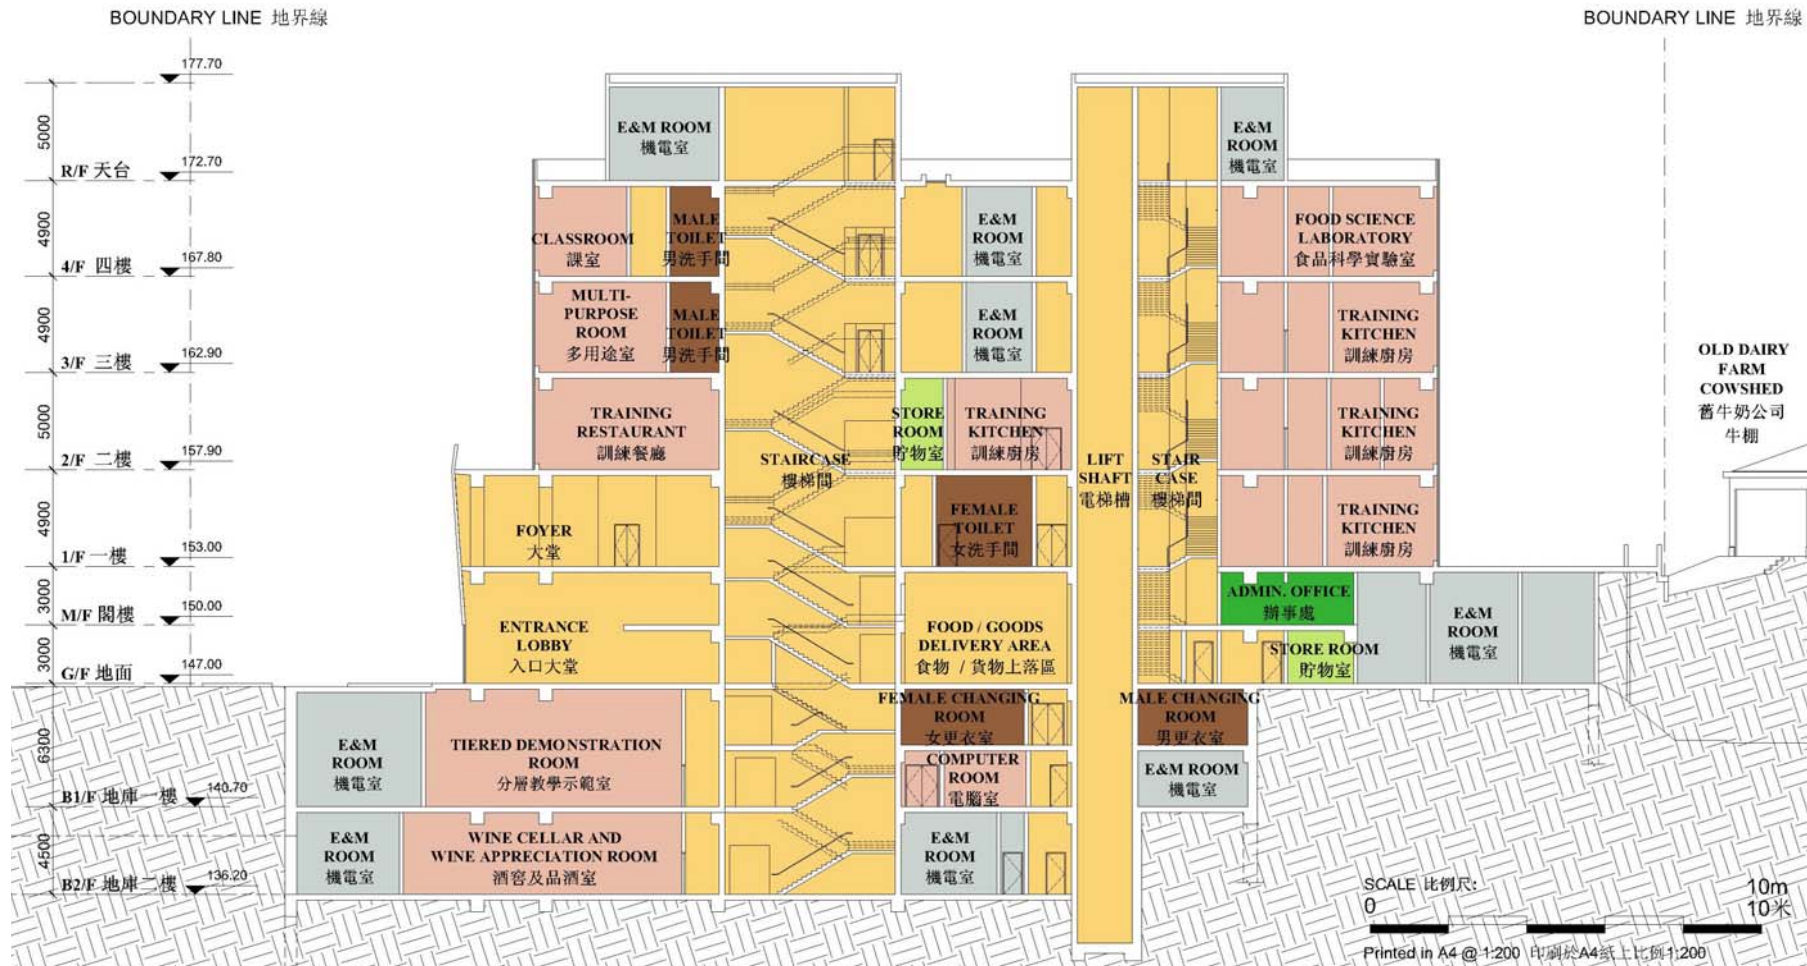 BOUNDARY LINE 地界線
BOUNDARY LINE 地界線
177.70
5000
R/F 天台
172.70
4900
4/F 四樓
167.80
4900
3/F 三樓
162.90
5000
2/F 二樓
157.90
4900
1/F 一樓
153.00
3000
M/F 閣樓
150.00
3000
G/F 地面
147.00
6300
B1/F 地庫一樓
140.70
4500
B2/F 地庫二樓
136.20
E&M ROOM
機電室
E&M
ROOM
機電室
CLASSROOM
課室
MALE
TOILET
男洗手間
E&M
ROOM
機電室
FOOD SCIENCE
LABORATORY
食品科學實驗室
MULTI-
PURPOSE
ROOM
多用途室
MALE
TOILET
男洗手間
E&M
ROOM
機電室
TRAINING
KITCHEN
訓練廚房
TRAINING
RESTAURANT
訓練餐廳
STAIRCASE
樓梯間
STORE
ROOM
貯物室
TRAINING
KITCHEN
訓練廚房
LIFT
SHAFT
電梯槽
STAIR
CASE
樓梯間
TRAINING
KITCHEN
訓練廚房
FOYER
大堂
FEMALE
TOILET
女洗手間
TRAINING
KITCHEN
訓練廚房
ENTRANCE
LOBBY
入口大堂
FOOD / GOODS
DELIVERY AREA
食物 / 貨物上落區
ADMIN. OFFICE
辦事處
STORE ROOM
貯物室
E&M
ROOM
機電室
OLD DAIRY
FARM
COWSHED
舊牛奶公司
牛棚
E&M
ROOM
機電室
TIERED DEMONSTRATION
ROOM
分層教學示範室
FEMALE CHANGING
ROOM
女更衣室
MALE CHANGING
ROOM
男更衣室
COMPUTER
ROOM
電腦室
E&M ROOM
機電室
E&M
ROOM
機電室
WINE CELLAR AND
WINE APPRECIATION ROOM
酒窖及品酒室
E&M
ROOM
機電室
SCALE 比例尺:
0
10m
10米
Printed in A4 @ 1:200 印刷於A4紙上比例1:200